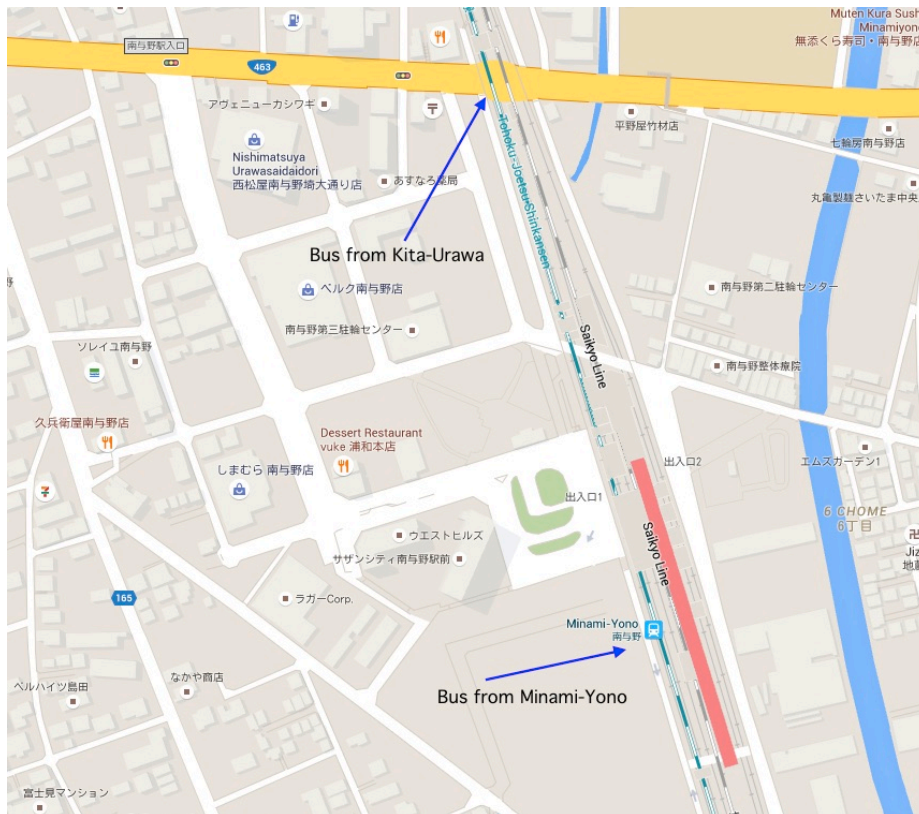 Muten Kura Sush
Minamiyono
無添くら寿司・南与野店
南与野駅入口
463
アヴェニューカシワギ
平野屋竹材店
七輪房南与野店
Nishimatsuya
Urawasaidaidori
西松屋南与野埼大通り店
あすなろ薬局
丸亀製麺さいたま中央
Tohoku-Joetsu Shinkansen
Bus from Kita-Urawa
ベルク南与野店
南与野第二駐輪センター
南与野第三駐輪センター
野
ソレイユ南与野
Saikyo Line
南与野整体療院
久兵衛屋南与野店
Dessert Restaurant
vuke 浦和本店
しまむら 南与野店
出入口2
エムズガーデン1
出入口1
6 CHOME
6丁目
ウエストヒルズ
Saikyo Line
サザンシティ南与野駅前
Jiz
地蔵
165
ラガーCorp.
Minami-Yono
南与野
ベルハイツ島田
なかや商店
Bus from Minami-Yono
富士見マンション